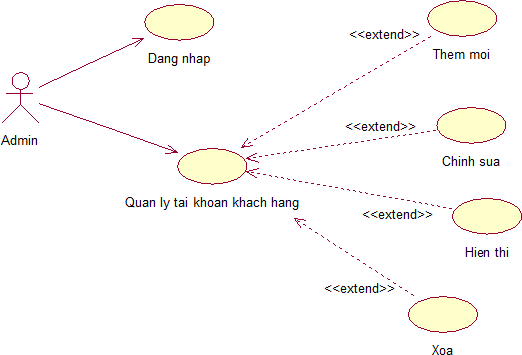 Dang nhap
<<extend>>
Them moi
Admin
<<extend>>
Chinh sua
Quan ly tai khoan khach hang
<<extend>>
Hien thi
<<extend>>
Xoa